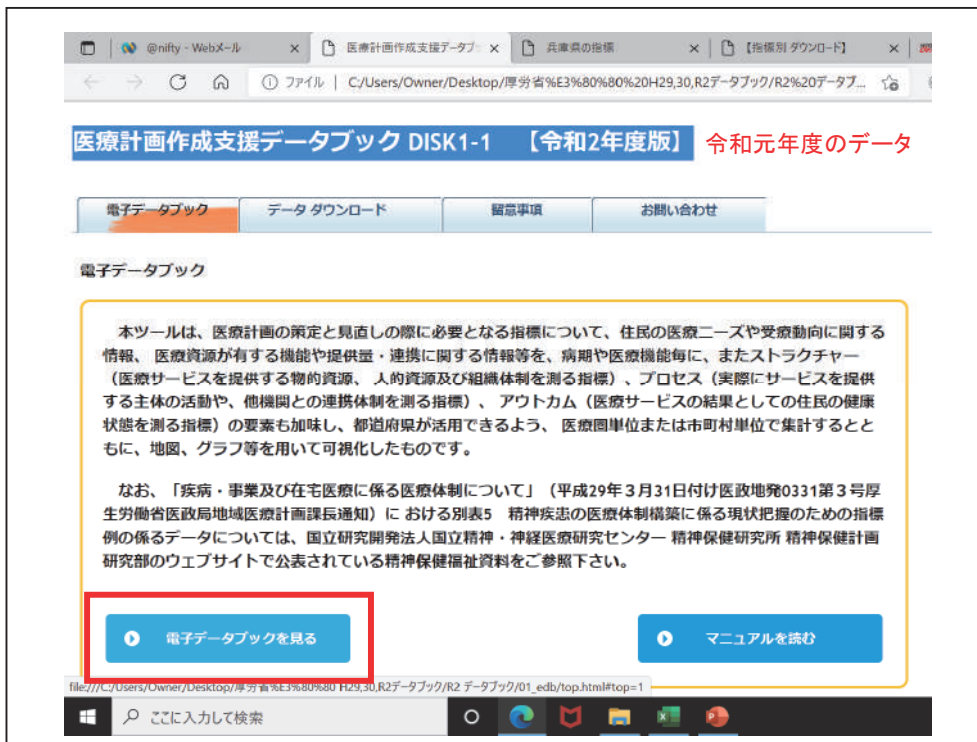 @nifty - Webメール
医療計画作成支援データブ
兵庫県の指標
【指標別 ダウンロード】
ファイル | C:/Users/Owner/Desktop/厚労省%E3%80%80%20H29,30,R2データブック/R2%20データブ...
医療計画作成支援データブック DISK1-1 【令和2年度版】 令和元年度のデータ
電子データブック データ ダウンロード 留意事項 お問い合わせ
電子データブック
本ツールは、医療計画の策定と見直しの際に必要となる指標について、住民の医療ニーズや受療動向に関する
情報、 医療資源が有する機能や提供量・連携に関する情報等を、病期や医療機能毎に、またストラクチャー
（医療サービスを提供する物的資源、 人的資源及び組織体制を測る指標）、プロセス（実際にサービスを提供
する主体の活動や、他機関との連携体制を測る指標）、 アウトカム（医療サービスの結果としての住民の健康
状態を測る指標）の要素も加味し、都道府県が活用できるよう、 医療圏単位または市町村単位で集計するとと
もに、地図、グラフ等を用いて可視化したものです。
なお、「疾病・事業及び在宅医療に係る医療体制について」（平成29年３月31日付け医政地発0331第３号厚
生労働省医政局地域医療計画課長通知）に おける別表5 精神疾患の医療体制構築に係る現状把握のための指標
例の係るデータについては、国立研究開発法人国立精神・神経医療研究センター 精神保健研究所 精神保健計画
研究部のウェブサイトで公表されている精神保健福祉資料をご参照下さい。
電子データブックを見る マニュアルを読む
file:///C:/Users/Owner/Desktop/厚労省%E3%80%80 H29,30,R2データブック/R2 データブック/01_edb/top.html#top=1
ここに入力して検索